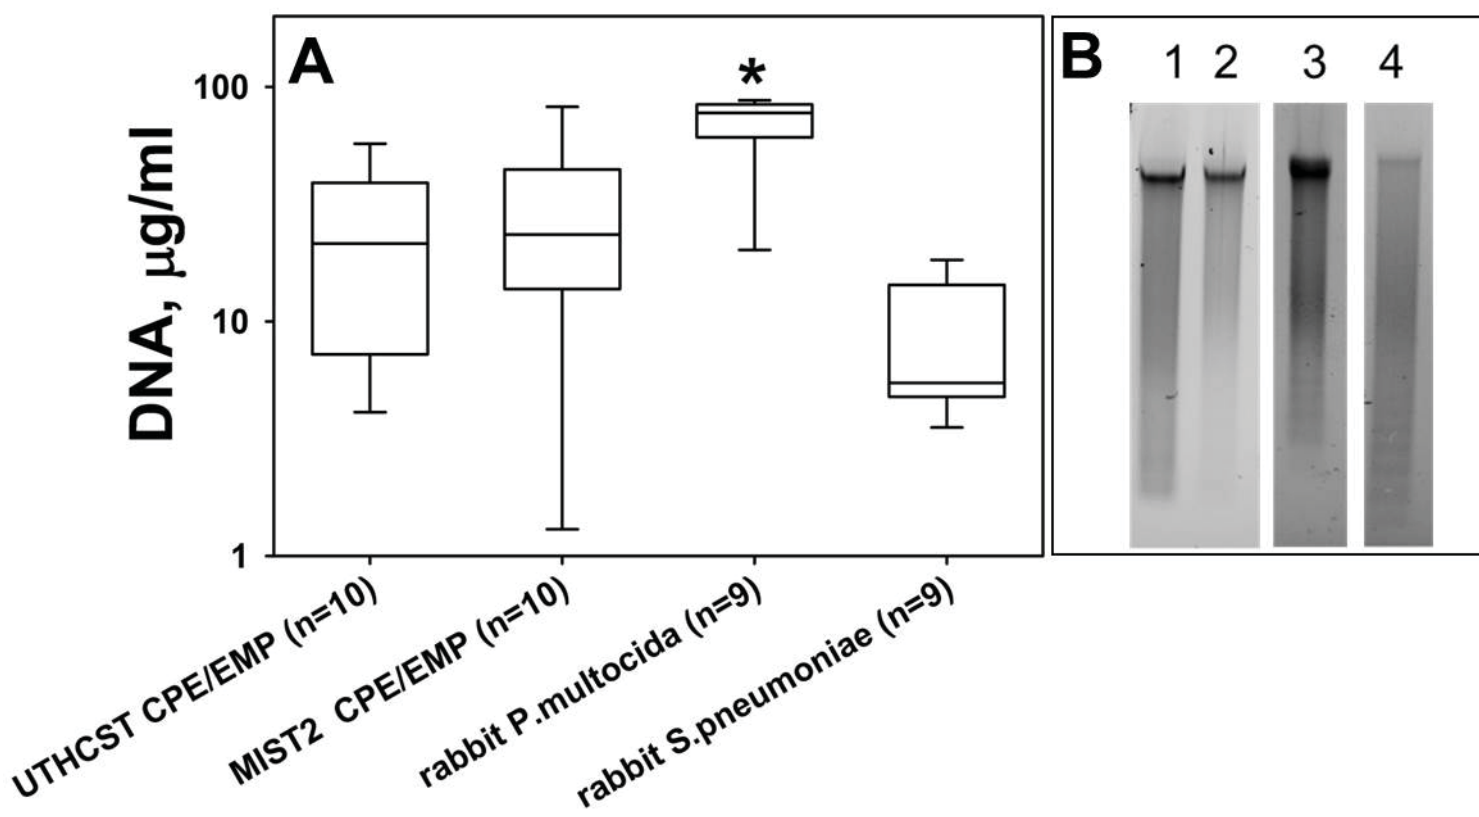 A
DNA, µg/ml
100
10
1
*
UTHCST CPE/EMP (n=10)
MIST2 CPE/EMP (n=10)
rabbit P.multocida (n=9)
rabbit S.pneumoniae (n=9)
B
1 2 3 4